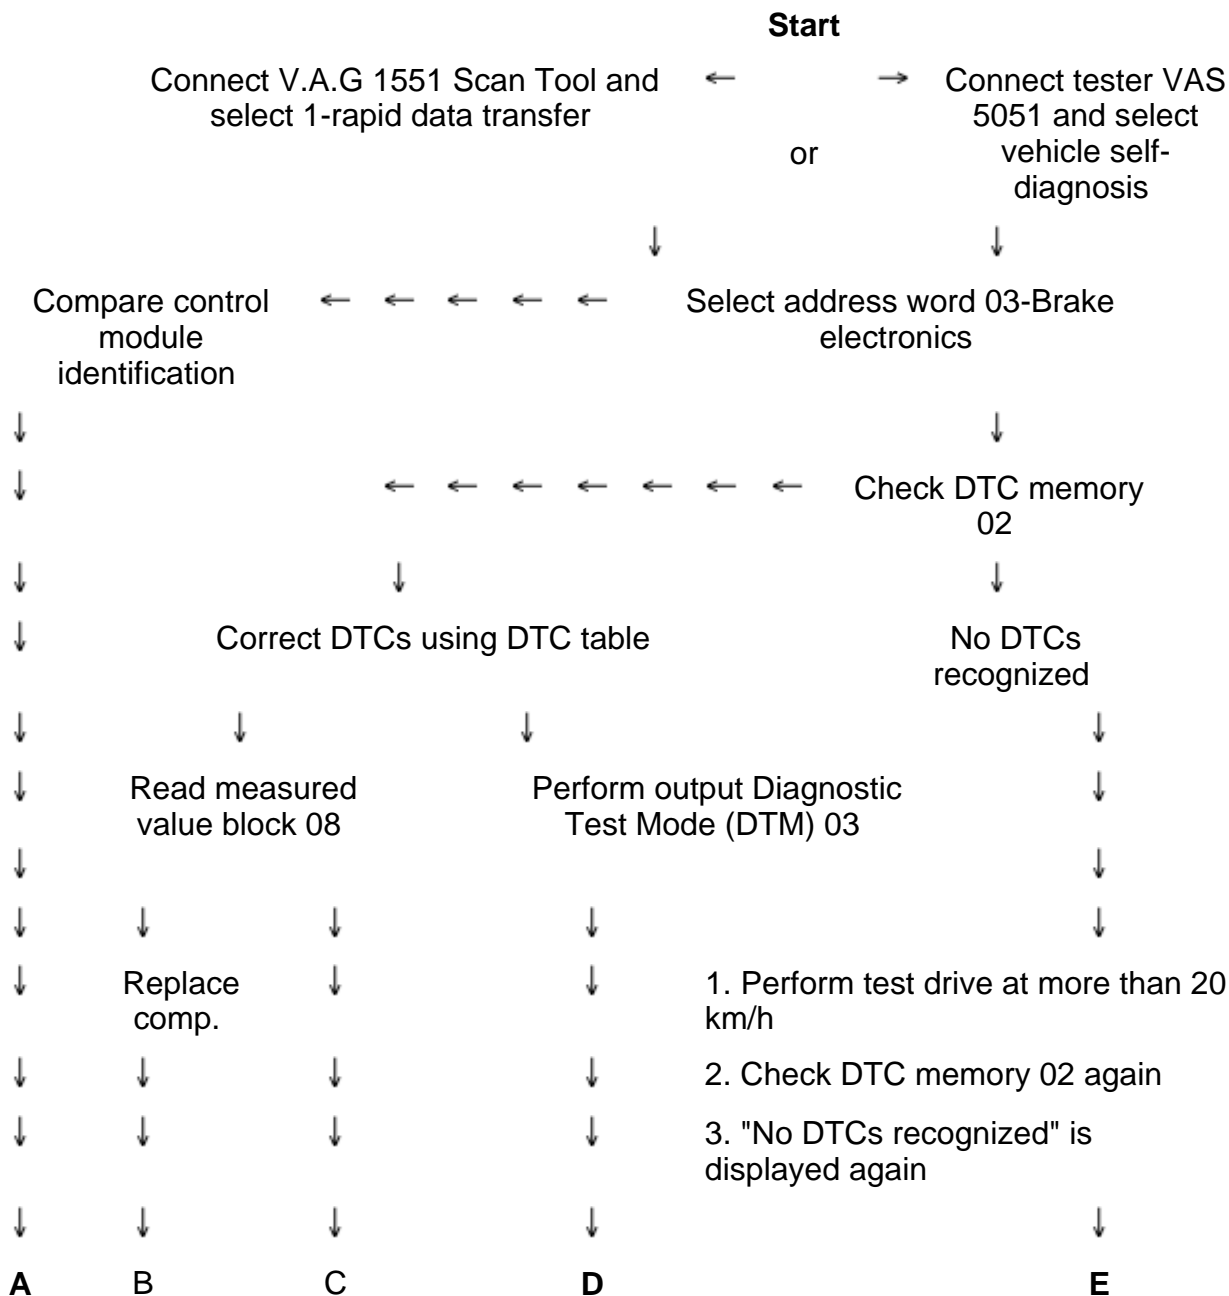 Start
Connect V.A.G 1551 Scan Tool and
select 1-rapid data transfer
← →
or
Connect tester VAS
5051 and select
vehicle self-
diagnosis
↓ ↓
Compare control
module
identification
← ← ← ← ←
Select address word 03-Brake
electronics
↓ ↓
↓ ← ← ← ← ← ← ←
Check DTC memory
02
↓ ↓ ↓
↓
Correct DTCs using DTC table
No DTCs
recognized
↓ ↓ ↓ ↓
↓
Read measured
value block 08
Perform output Diagnostic
Test Mode (DTM) 03
↓
↓ ↓
↓ ↓ ↓ ↓ ↓
↓
Replace
comp.
↓ ↓
1. Perform test drive at more than 20
km/h
↓ ↓ ↓ ↓ 2. Check DTC memory 02 again
↓ ↓ ↓ ↓ 3. "No DTCs recognized" is
displayed again
↓ ↓ ↓ ↓ ↓
A B C D E